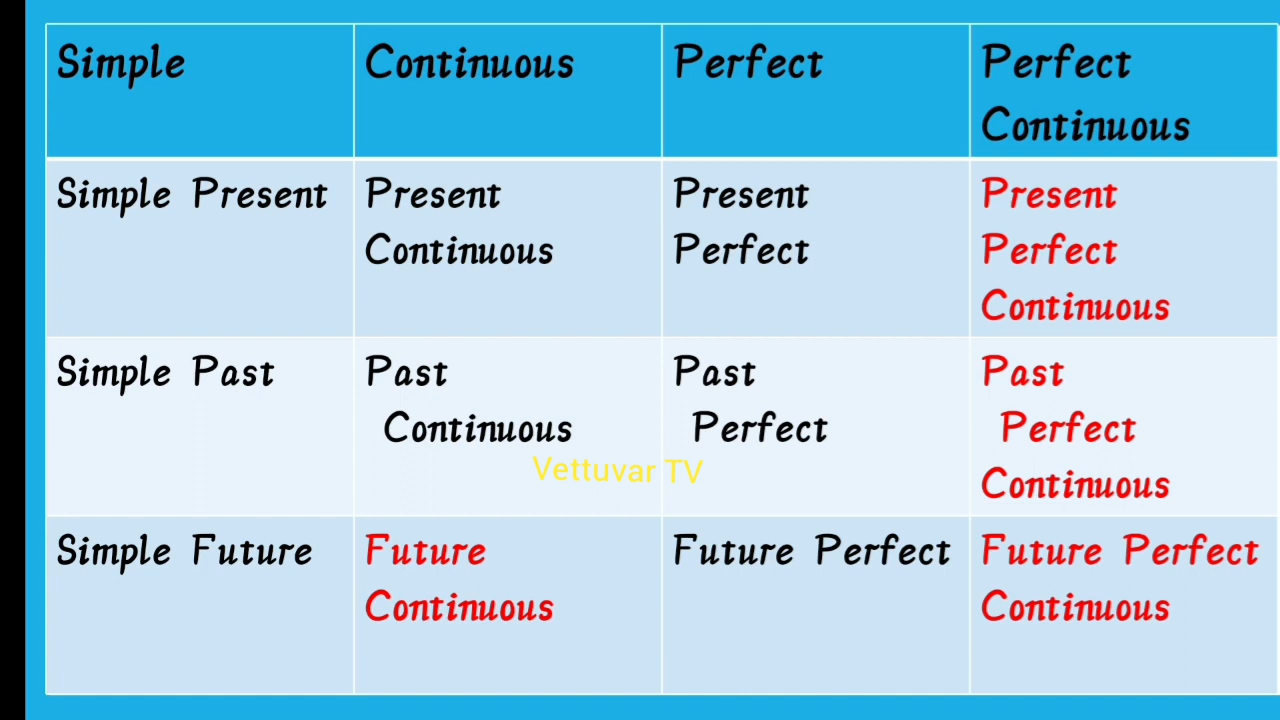 Simple
Continuous
Perfect
Perfect
Continuous
Simple Present
Present
Continuous
Present
Perfect
Present
Perfect
Continuous
Simple Past
Past
Continuous
Past
Perfect
Past
Perfect
Continuous
Vettuvar TV
Simple Future
Future
Continuous
Future Perfect
Future Perfect
Continuous